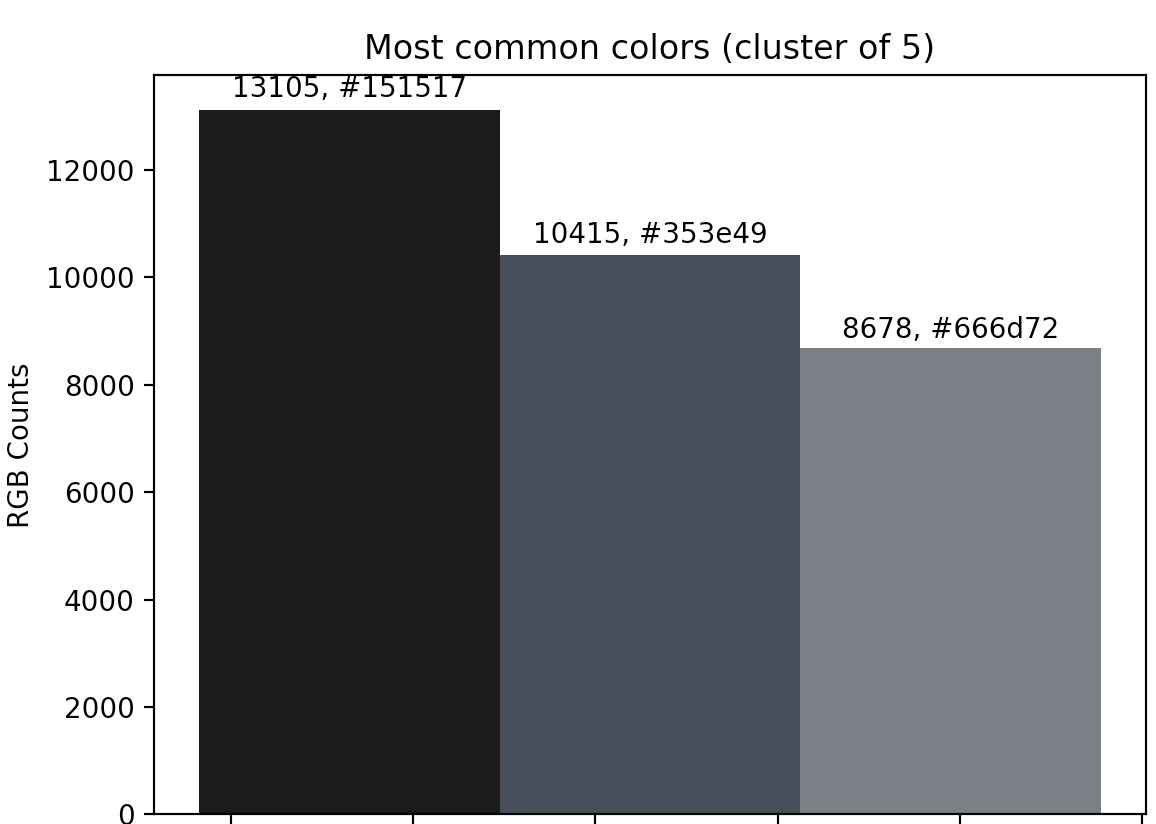 Most common colors (cluster of 5)
13105, #151517
12000
10415, #353e49
10000
8678, #666d72
8000
RGB Counts
6000
4000
2000
0